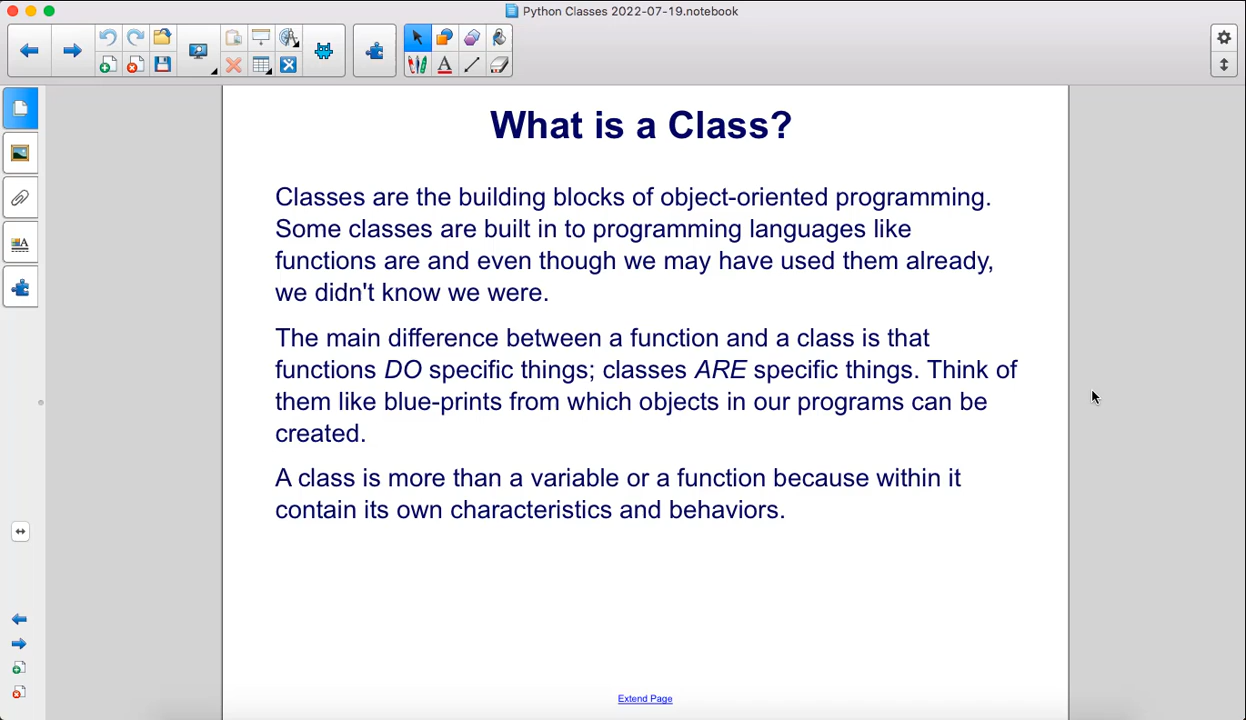 Python Classes 2022-07-19.notebook
What is a Class?
Classes are the building blocks of object-oriented programming.
Some classes are built in to programming languages like
functions are and even though we may have used them already,
we didn't know we were.
The main difference between a function and a class is that
functions DO specific things; classes ARE specific things. Think of
them like blue-prints from which objects in our programs can be
created.
A class is more than a variable or a function because within it
contain its own characteristics and behaviors.
Extend Page